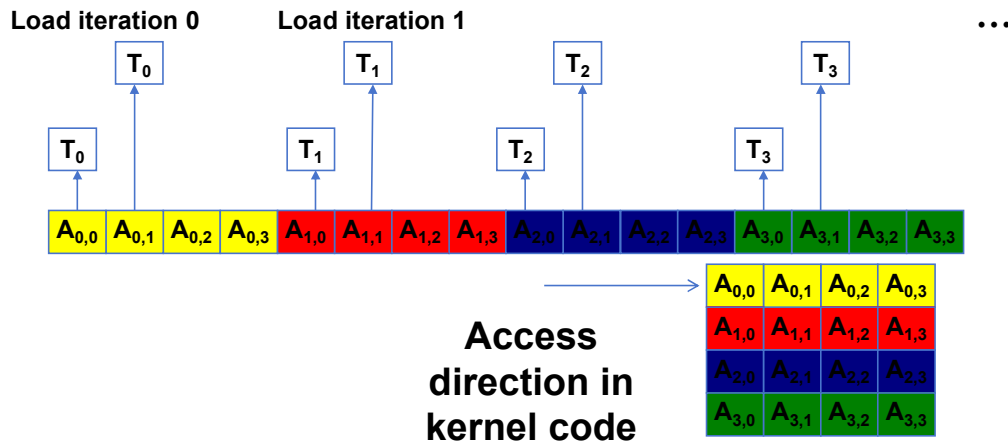 Load iteration 0 Load iteration 1 ...
T0 T1 T2 T3
T0 T1 T2 T3
A0,0 A0,1 A0,2 A0,3 A1,0 A1,1 A1,2 A1,3 A2,0 A2,1 A2,2 A2,3 A3,0 A3,1 A3,2 A3,3
A0,0 A0,1 A0,2 A0,3
A1,0 A1,1 A1,2 A1,3
A2,0 A2,1 A2,2 A2,3
A3,0 A3,1 A3,2 A3,3
Access
direction in
kernel code